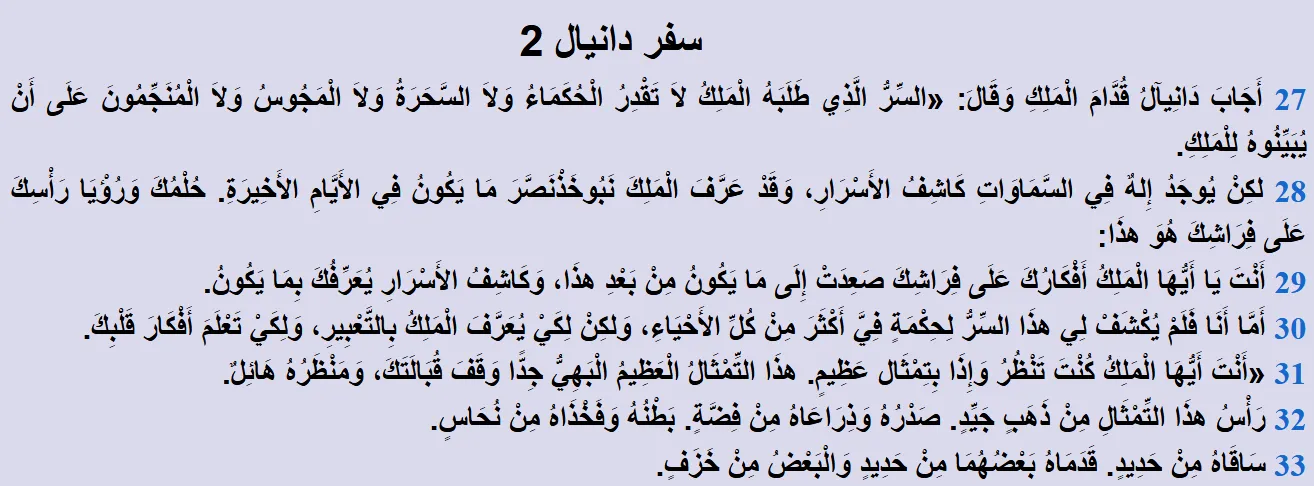 سفر دانيال 2
27 أَجَابَ دَانِيآلُ قُدَّامَ الْمَلِكِ وَقَالَ: «السِّرُّ الَّذِي طَلَبَهُ الْمَلِكُ لاَ تَقْدِرُ الْحُكَمَاءُ وَلاَ السَّحَرَةُ وَلاَ الْمَجُوسُ وَلاَ الْمُنَجِّمُونَ عَلَى أَنْ
يُبَيِّنُوهُ لِلْمَلِكِ.
28 لكِنْ يُوجَدُ إِلهٌ فِي السَّمَاوَاتِ كَاشِفُ الأَسْرَارِ، وَقَدْ عَرَّفَ الْمَلِكَ نَبُوخَذْنَصَّرَ مَا يَكُونُ فِي الأَيَّامِ الأَخِيرَةِ. حُلْمُكَ وَرُؤْيَا رَأْسِكَ
عَلَى فِرَاشِكَ هُوَ هذَا:
29 أَنْتَ يَا أَيُّهَا الْمَلِكُ أَفْكَارُكَ عَلَى فِرَاشِكَ صَعِدَتْ إِلَى مَا يَكُونُ مِنْ بَعْدِ هذَا، وَكَاشِفُ الأَسْرَارِ يُعَرِّفُكَ بِمَا يَكُونُ.
30 أَمَّا أَنَا فَلَمْ يُكْشَفْ لِي هذَا السِّرُّ لِحِكْمَةٍ فِيَّ أَكْثَرَ مِنْ كُلِّ الأَحْيَاءِ، وَلكِنْ لِكَيْ يُعَرَّفَ الْمَلِكُ بِالتَّعْبِيرِ، وَلِكَيْ تَعْلَمَ أَفْكَارَ قَلْبِكَ.
31 «أَنْتَ أَيُّهَا الْمَلِكُ كُنْتَ تَنْظُرُ وَإِذَا بِتِمْثَال عَظِيمٍ. هذَا التِّمْثَالُ الْعَظِيمُ الْبَهِيُّ جِدًّا وَقَفَ قُبَالَتَكَ، وَمَنْظَرُهُ هَائِلٌ.
32 رَأْسُ هذَا التِّمْثَالِ مِنْ ذَهَبٍ جَيِّدٍ. صَدْرُهُ وَذِرَاعَاهُ مِنْ فِضَّةٍ. بَطْنُهُ وَفَخْذَاهُ مِنْ نُحَاسٍ.
33 سَاقَاهُ مِنْ حَدِيدٍ. قَدَمَاهُ بَعْضُهُمَا مِنْ حَدِيدٍ وَالْبَعْضُ مِنْ خَزَفٍ.